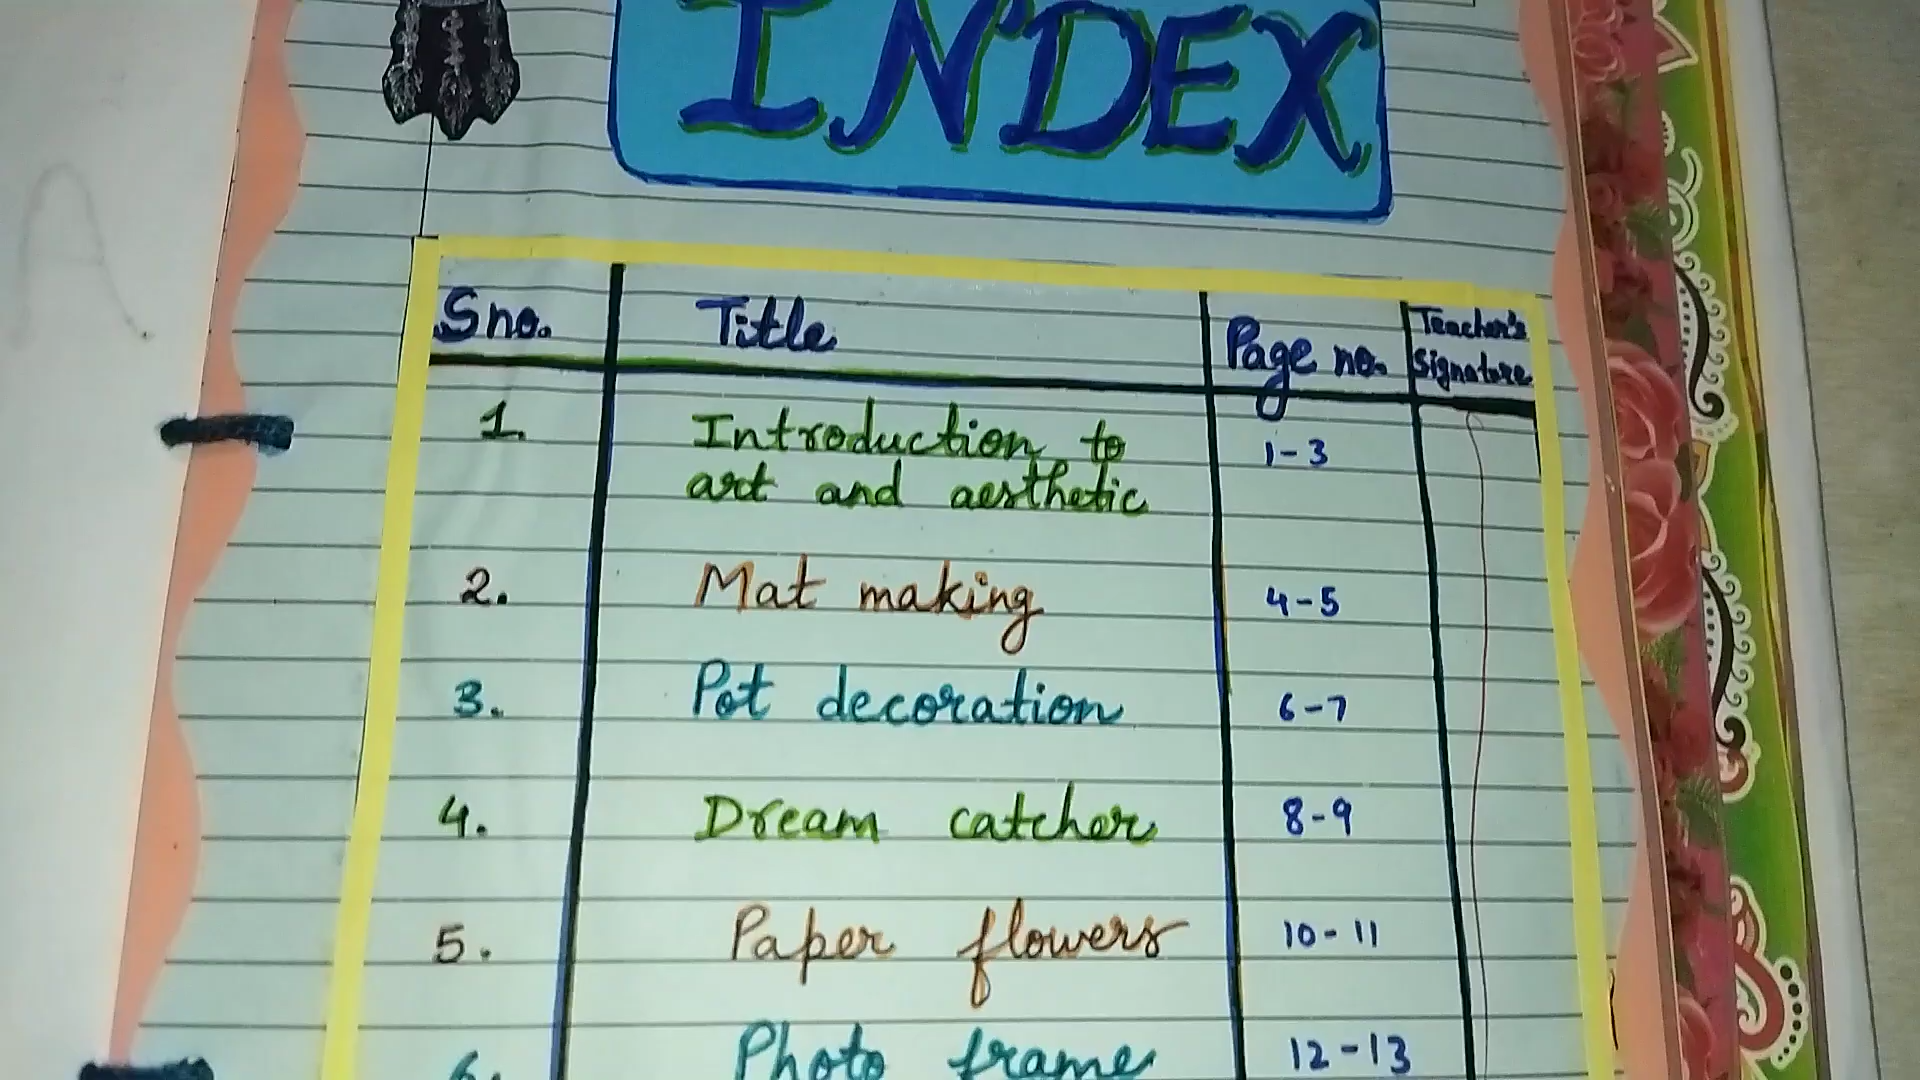 INDEX
Sno. Title Page no. Teacher's Signature
1. Introduction to art and aesthetic 1-3
2. Mat making 4-5
3. Pot decoration 6-7
4. Dream catcher 8-9
5. Paper flowers 10-11
6. Photo frame 12-13